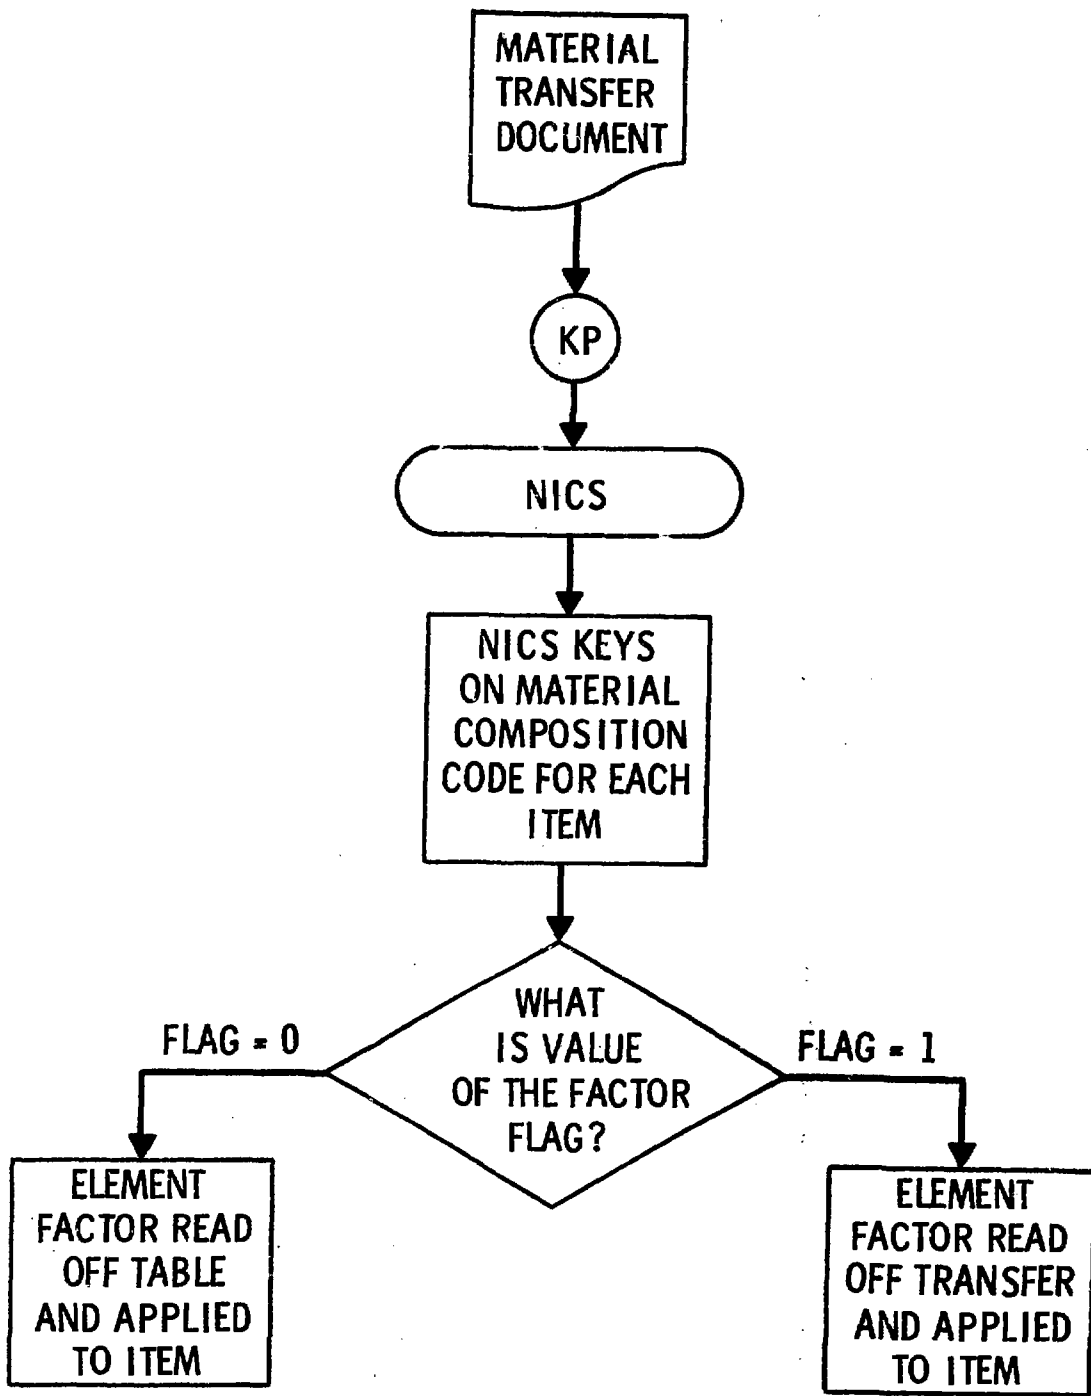 MATERIAL
TRANSFER
DOCUMENT
KP
NICS
NICS KEYS
ON MATERIAL
COMPOSITION
CODE FOR EACH
ITEM
WHAT
IS VALUE
OF THE FACTOR
FLAG?
FLAG = 0
FLAG = 1
ELEMENT
FACTOR READ
OFF TABLE
AND APPLIED
TO ITEM
ELEMENT
FACTOR READ
OFF TRANSFER
AND APPLIED
TO ITEM